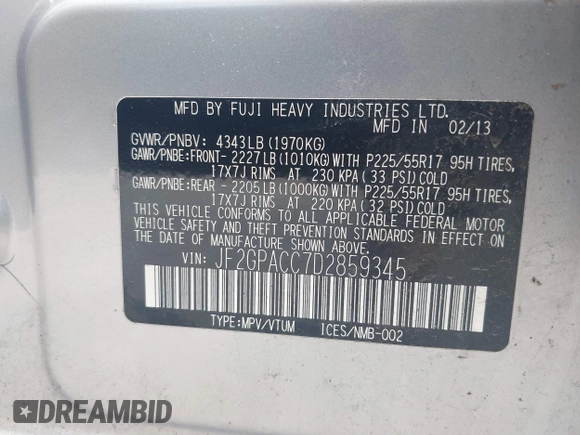 MFD BY FUJI HEAVY INDUSTRIES LTD.
MFD IN 02/13
GVWR/PNBV: 4343LB(1970KG)
GAWR/PNBE:FRONT- 2227LB(1010KG)WITH P225/55R17 95H TIRES,
17X7J RIMS AT 230 KPA(33 PSI)COLD
GAWR/PNBE:REAR - 2205LB(1000KG)WITH P225/55R17 95H TIRES,
17X7J RIMS AT 220 KPA(32 PSI)COLD
THIS VEHICLE CONFORMS TO ALL APPLICABLE FEDERAL MOTOR
VEHICLE SAFETY AND THEFT PREVENTION STANDARDS IN EFFECT
ON THE DATE OF MANUFACTURE SHOWN ABOVE.
VIN: JF2GPACC7D2859345
TYPE:MPV/VTUM ICES/NMB-002
DREAMBID